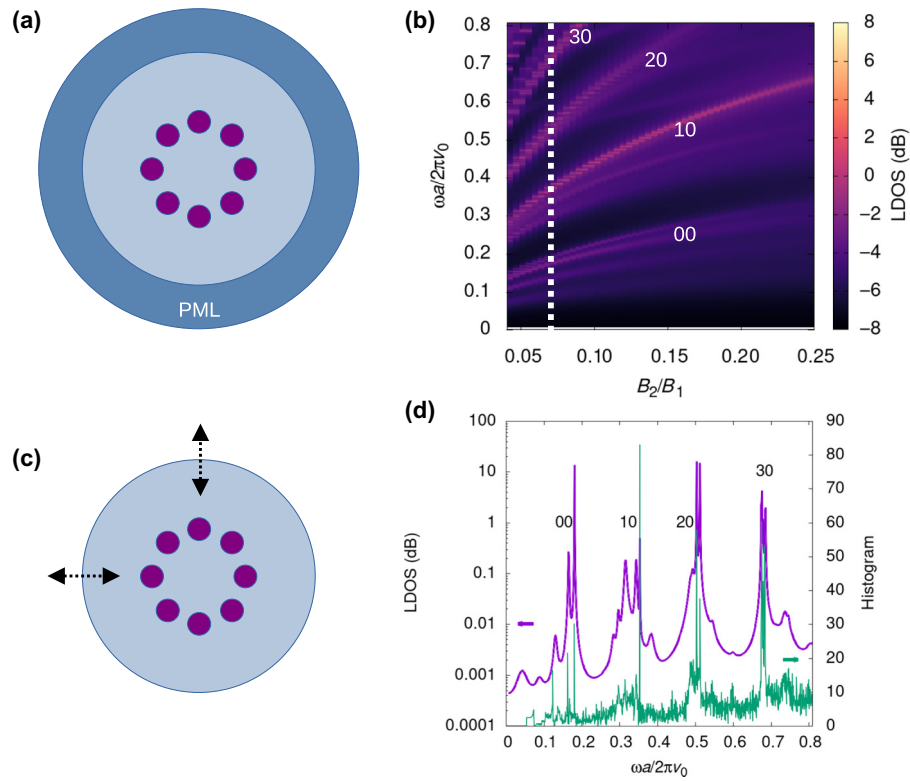 (a)
PML
(b)
0.8
0.7
0.6
0.5
0.4
0.3
0.2
0.1
0
ωa/2πv₀
30
20
10
00
0.05 0.10 0.15 0.20 0.25
B₂/B₁
8
6
4
2
0
−2
−4
−6
−8
LDOS (dB)
(c)
(d)
100
10
1
0.1
0.01
0.001
0.0001
LDOS (dB)
00 10 20 30
90
80
70
60
50
40
30
20
10
0
Histogram
0 0.1 0.2 0.3 0.4 0.5 0.6 0.7 0.8
ωa/2πv₀